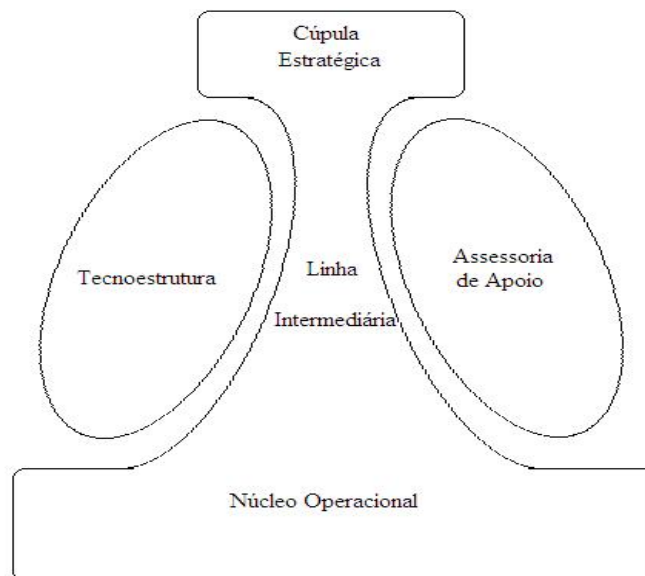 Cúpula
Estratégica
Tecnoestrutura
Linha
Intermediária
Assessoria
de Apoio
Núcleo Operacional